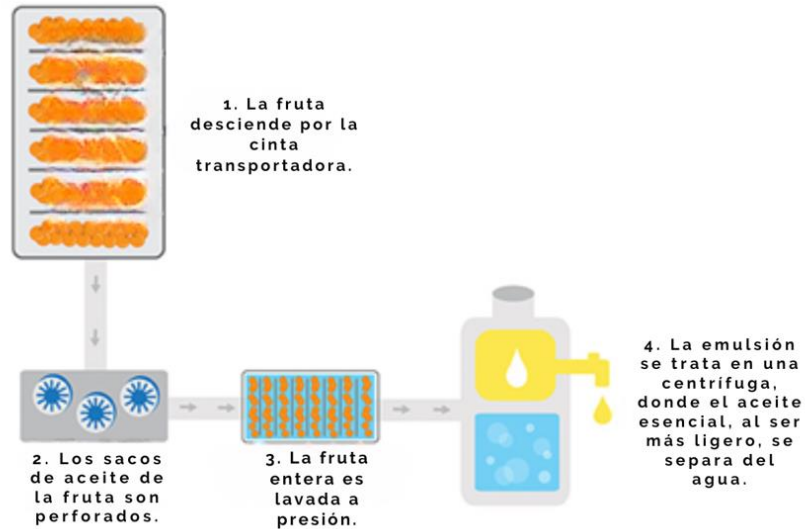 1. La fruta
desciende por la
cinta
transportadora.
2. Los sacos
de aceite de
la fruta son
perforados.
3. La fruta
entera es
lavada a
presión.
4. La emulsión
se trata en una
centrífuga,
donde el aceite
esencial, al ser
más ligero, se
separa del
agua.